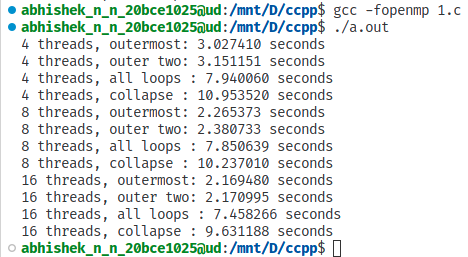 abhishek_n_n_20bce1025@ud:/mnt/D/ccpp$ gcc -fopenmp 1.c
abhishek_n_n_20bce1025@ud:/mnt/D/ccpp$ ./a.out
4 threads, outermost: 3.027410 seconds
4 threads, outer two: 3.151151 seconds
4 threads, all loops : 7.940060 seconds
4 threads, collapse : 10.953520 seconds
8 threads, outermost: 2.265373 seconds
8 threads, outer two: 2.380733 seconds
8 threads, all loops : 7.850639 seconds
8 threads, collapse : 10.237010 seconds
16 threads, outermost: 2.169480 seconds
16 threads, outer two: 2.170995 seconds
16 threads, all loops : 7.458266 seconds
16 threads, collapse : 9.631188 seconds
abhishek_n_n_20bce1025@ud:/mnt/D/ccpp$